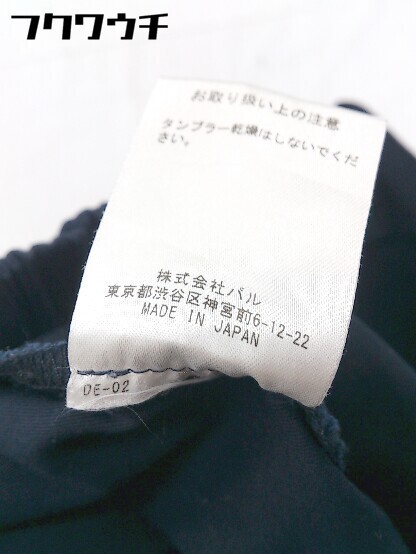 フクワウチ
お取り扱い上の注意
タンブラー乾燥はしないでくだ
さい。
株式会社パル
東京都渋谷区神宮前6-12-22
MADE IN JAPAN
DE-02